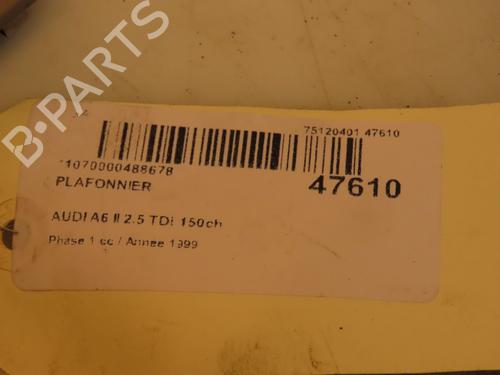 B-PARTS
75120401 47610
*1070000488678
PLAFONNIER
47610
AUDI A6 II 2.5 TDI 150ch
Phase 1 cc / Annee 1999